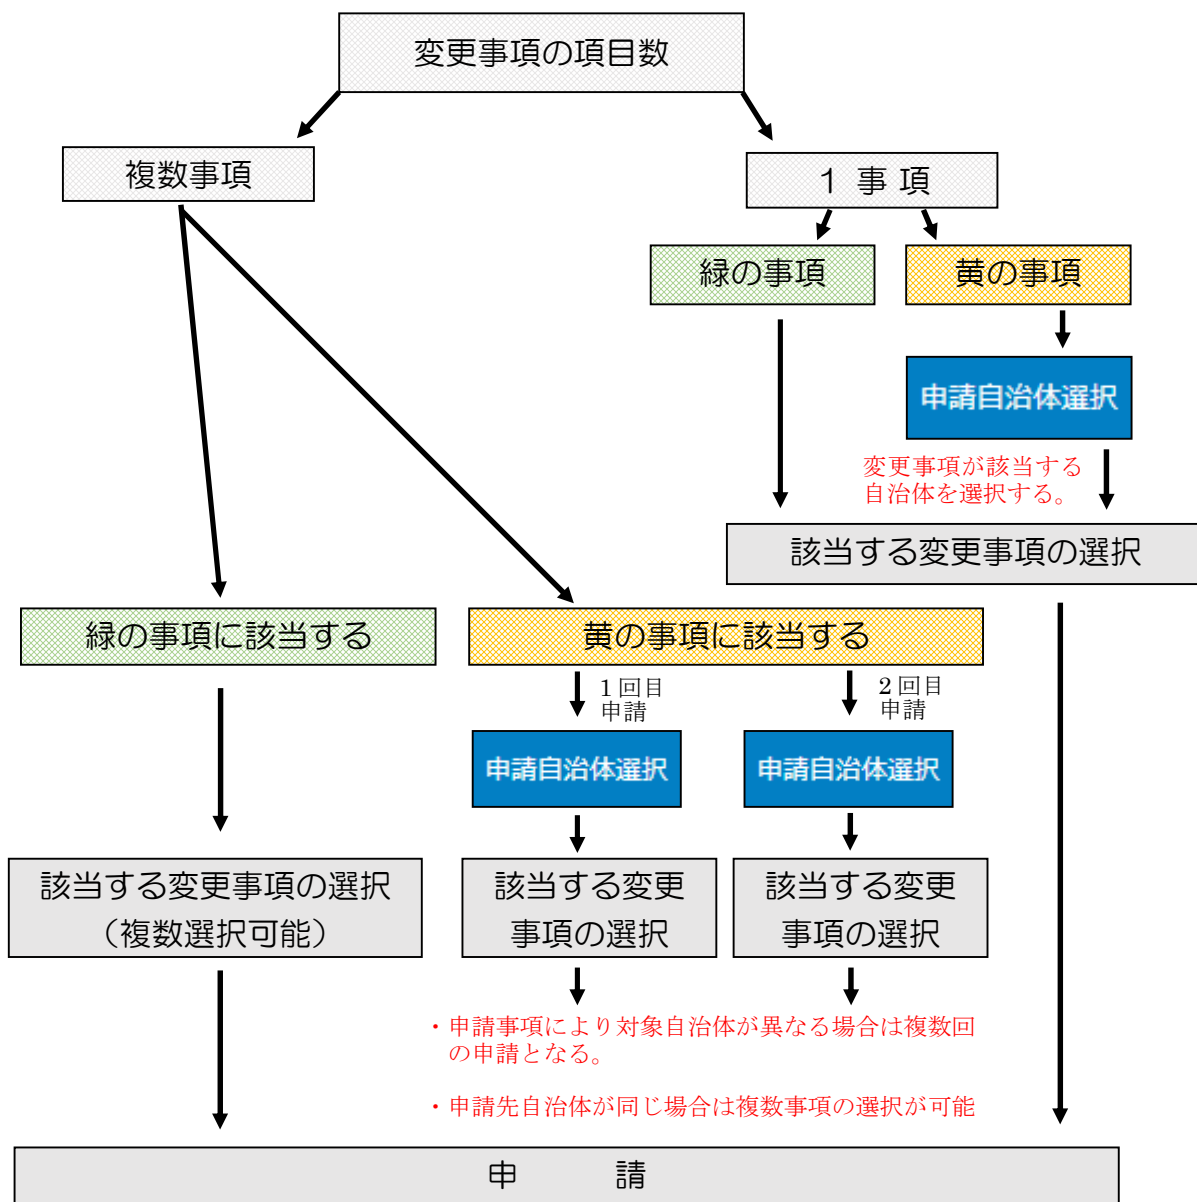 変更事項の項目数
複数事項
１ 事 項
緑の事項
黄の事項
申請自治体選択
変更事項が該当する
自治体を選択する。
該当する変更事項の選択
緑の事項に該当する
黄の事項に該当する
1回目
申請
2回目
申請
申請自治体選択
申請自治体選択
該当する変更事項の選択
（複数選択可能）
該当する変更
事項の選択
該当する変更
事項の選択
・申請事項により対象自治体が異なる場合は複数回
の申請となる。
・申請先自治体が同じ場合は複数事項の選択が可能
申　　　請